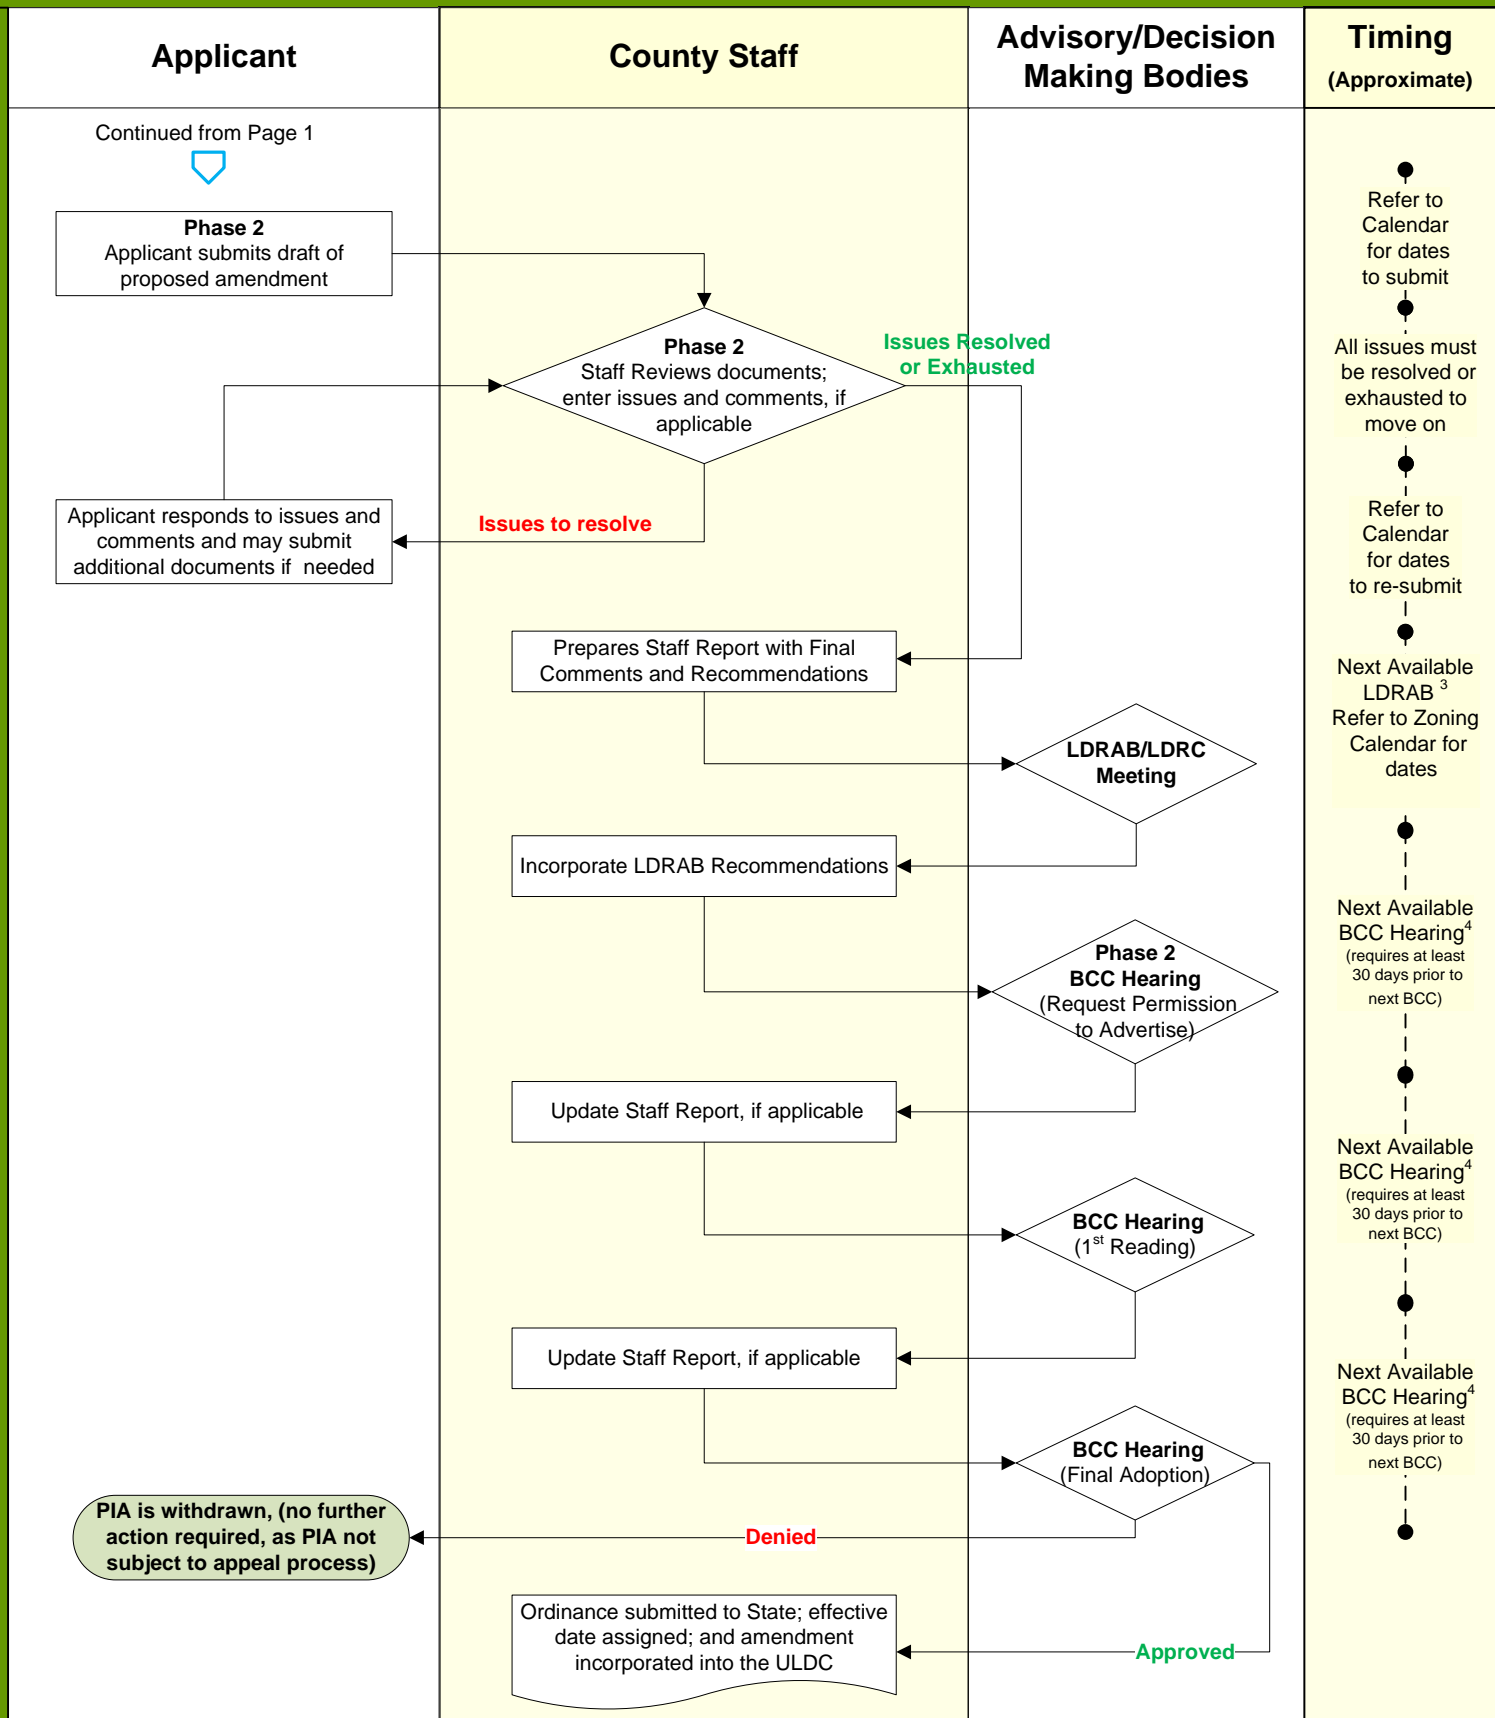 Applicant
County Staff
Advisory/Decision
Making Bodies
Timing
(Approximate)
Continued from Page 1
Phase 2
Applicant submits draft of
proposed amendment
Refer to
Calendar
for dates
to submit
Phase 2
Staff Reviews documents;
enter issues and comments, if
applicable
Issues Resolved
or Exhausted
All issues must
be resolved or
exhausted to
move on
Applicant responds to issues and
comments and may submit
additional documents if needed
Issues to resolve
Refer to
Calendar
for dates
to re-submit
Prepares Staff Report with Final
Comments and Recommendations
Next Available
LDRAB 3
Refer to Zoning
Calendar for
dates
LDRAB/LDRC
Meeting
Incorporate LDRAB Recommendations
Phase 2
BCC Hearing
(Request Permission
to Advertise)
Next Available
BCC Hearing4
(requires at least
30 days prior to
next BCC)
Update Staff Report, if applicable
BCC Hearing
(1st Reading)
Next Available
BCC Hearing4
(requires at least
30 days prior to
next BCC)
Update Staff Report, if applicable
BCC Hearing
(Final Adoption)
Next Available
BCC Hearing4
(requires at least
30 days prior to
next BCC)
PIA is withdrawn, (no further
action required, as PIA not
subject to appeal process)
Denied
Ordinance submitted to State; effective
date assigned; and amendment
incorporated into the ULDC
Approved